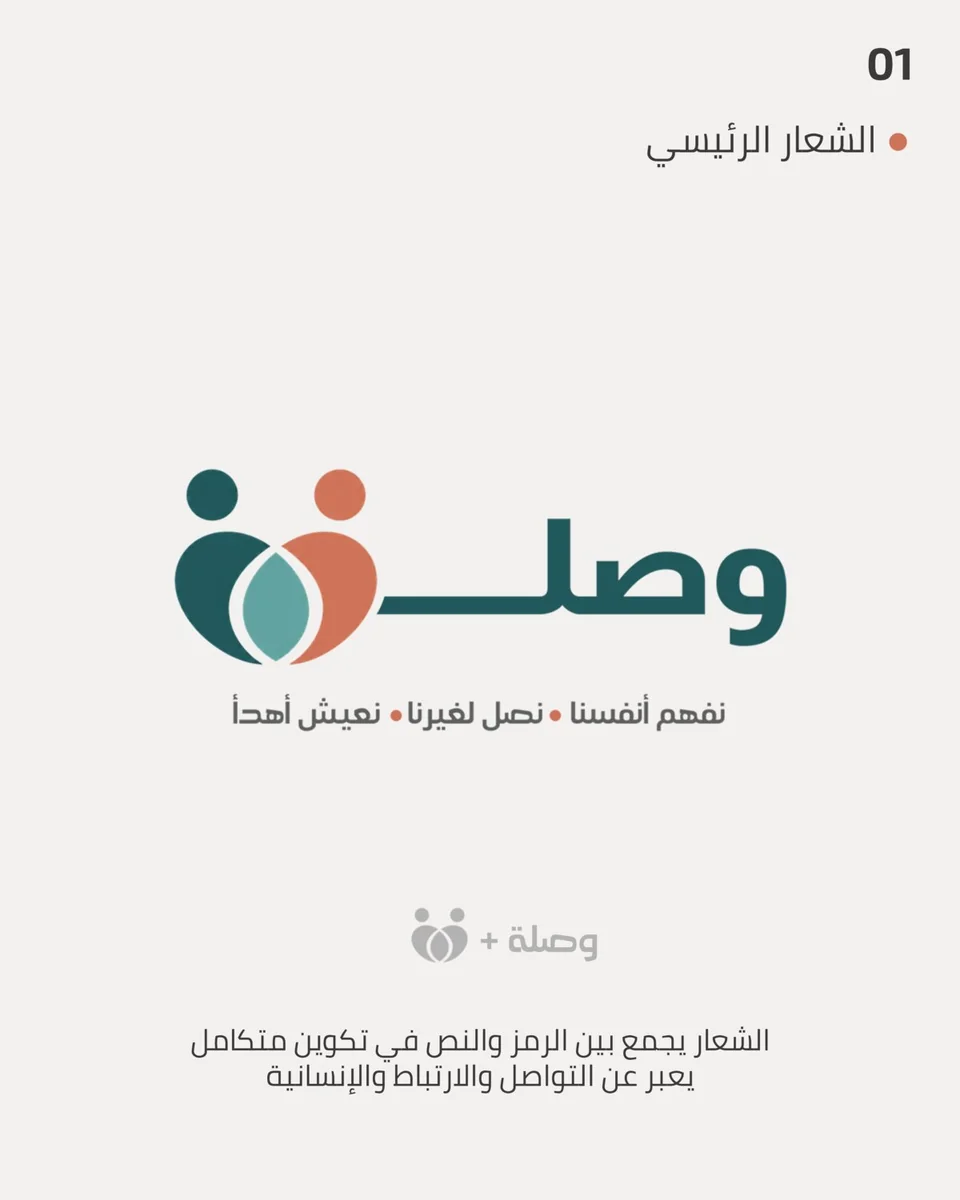 01
• الشعار الرئيسي
وصلة
نفهم أنفسنا • نصل لغيرنا • نعيش أهدأ
وصلة +
الشعار يجمع بين الرمز والنص في تكوين متكامل
يعبر عن التواصل والارتباط والإنسانية